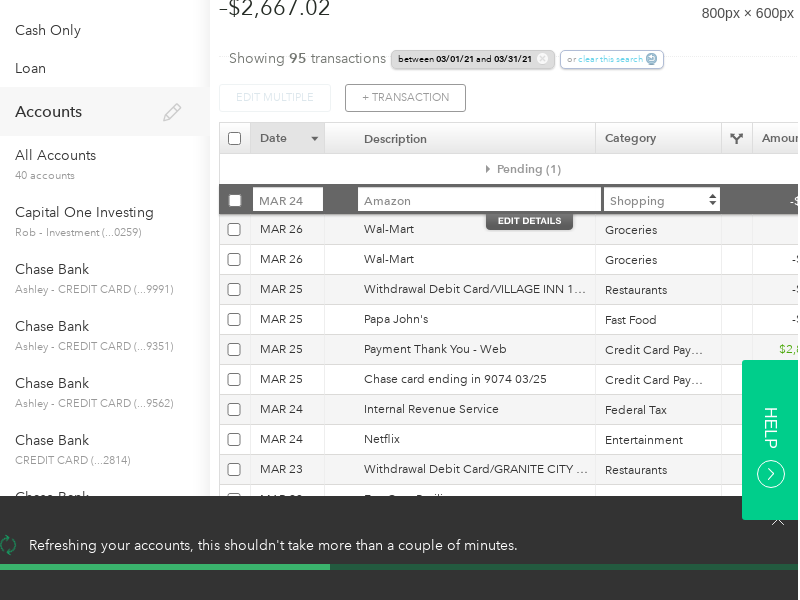 –$2,667.02
800px × 600px
Cash Only
Loan
Accounts
All Accounts
40 accounts
Capital One Investing
Rob - Investment (...0259)
Chase Bank
Ashley - CREDIT CARD (...9991)
Chase Bank
Ashley - CREDIT CARD (...9351)
Chase Bank
Ashley - CREDIT CARD (...9562)
Chase Bank
CREDIT CARD (...2814)
Chase Bank
Showing 95 transactions between 03/01/21 and 03/31/21 or clear this search
EDIT MULTIPLE + TRANSACTION
Date Description Category
Pending (1)
MAR 24 Amazon Shopping -$
EDIT DETAILS
MAR 26 Wal-Mart Groceries
MAR 26 Wal-Mart Groceries
MAR 25 Withdrawal Debit Card/VILLAGE INN 1… Restaurants
MAR 25 Papa John's Fast Food
MAR 25 Payment Thank You - Web Credit Card Pay…
MAR 25 Chase card ending in 9074 03/25 Credit Card Pay…
MAR 24 Internal Revenue Service Federal Tax
MAR 24 Netflix Entertainment
MAR 23 Withdrawal Debit Card/GRANITE CITY … Restaurants
HELP
Refreshing your accounts, this shouldn't take more than a couple of minutes.